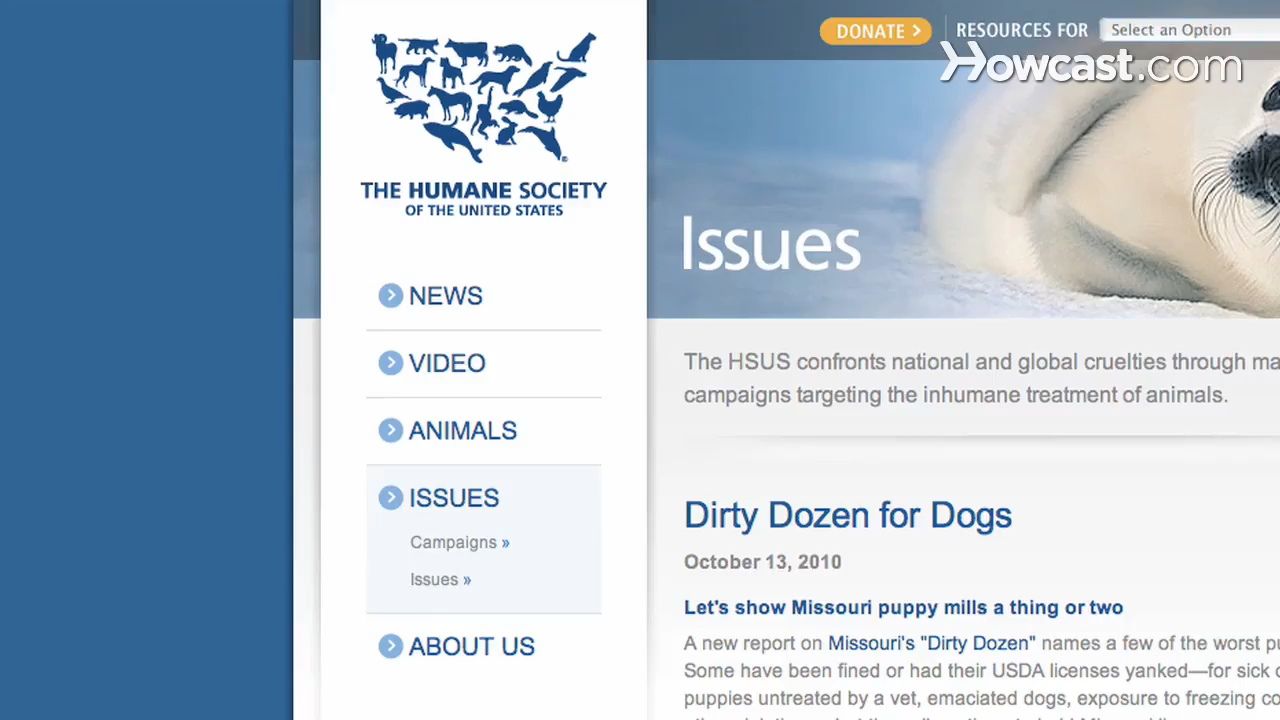 DONATE
RESOURCES FOR
Select an Option
Howcast.com
THE HUMANE SOCIETY
OF THE UNITED STATES
Issues
NEWS
VIDEO
ANIMALS
ISSUES
Campaigns »
Issues »
ABOUT US
The HSUS confronts national and global cruelties through
campaigns targeting the inhumane treatment of animals.
Dirty Dozen for Dogs
October 13, 2010
Let's show Missouri puppy mills a thing or two
A new report on Missouri's "Dirty Dozen" names a few of the worst
Some have been fined or had their USDA licenses yanked—for sick
puppies untreated by a vet, emaciated dogs, exposure to freezing